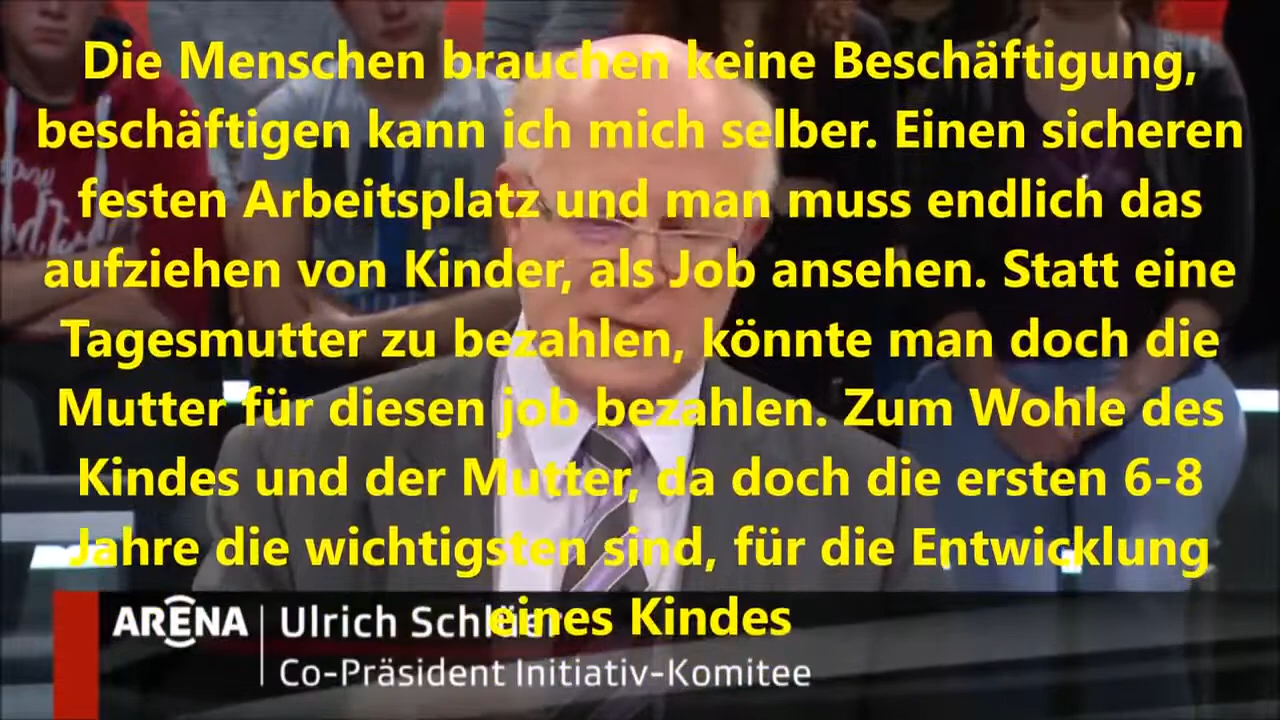 Die Menschen brauchen keine Beschäftigung,
beschäftigen kann ich mich selber. Einen sicheren
festen Arbeitsplatz und man muss endlich das
aufziehen von Kinder, als Job ansehen. Statt eine
Tagesmutter zu bezahlen, könnte man doch die
Mutter für diesen job bezahlen. Zum Wohle des
Kindes und der Mutter, da doch die ersten 6-8
Jahre die wichtigsten sind, für die Entwicklung
eines Kindes
ARENA
Ulrich
Co-Präsident Initiativ-Komitee